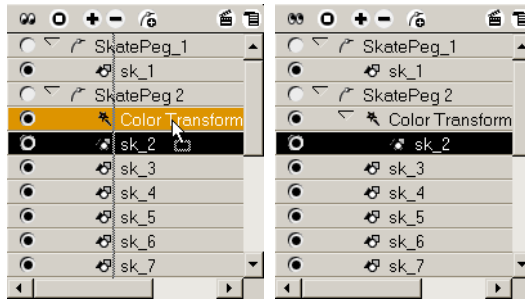 SkatePeg_1
sk_1
SkatePeg 2
Color Transform
sk_2
sk_3
sk_4
sk_5
sk_6
sk_7
SkatePeg_1
sk_1
SkatePeg 2
Color Transform
sk_2
sk_3
sk_4
sk_5
sk_6
sk_7